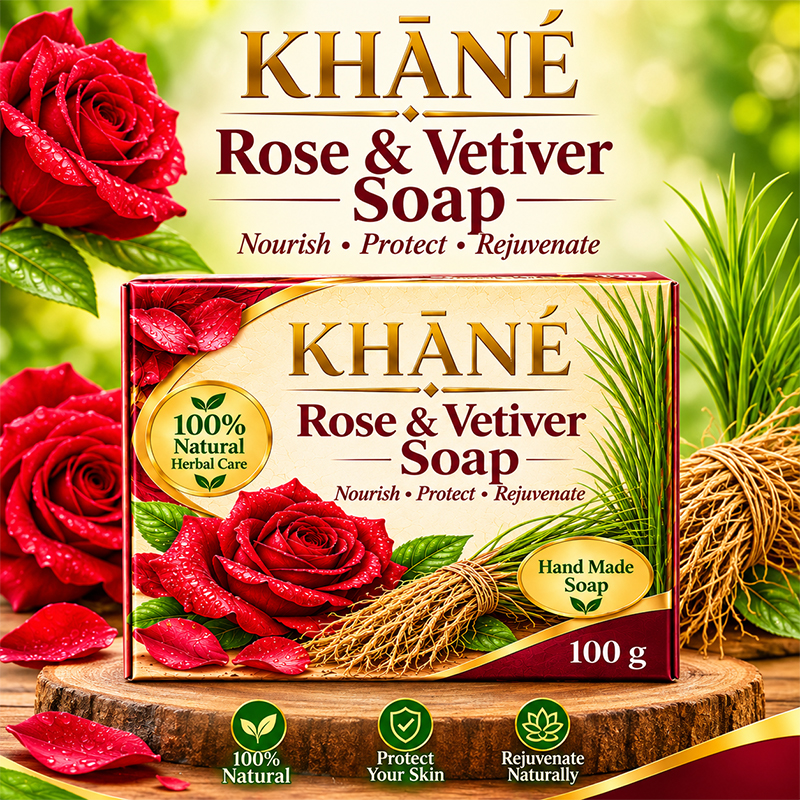 KHĀNÉ
Rose & Vetiver
Soap
Nourish • Protect • Rejuvenate
KHĀNÉ
Rose & Vetiver
Soap
Nourish • Protect • Rejuvenate
100%
Natural
Herbal Care
Hand Made
Soap
100 g
100%
Natural
Protect
Your Skin
Rejuvenate
Naturally